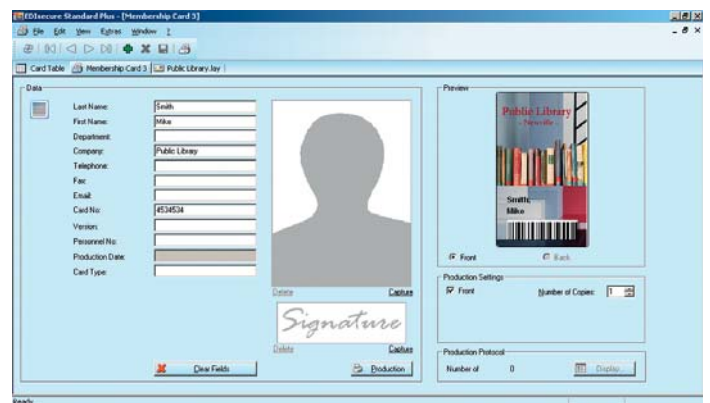 EDIsecure Standard Plus - [Membership Card 3]
File Edit View Extras Window ?
Card Table Membership Card 3 Public Library.lay
Data
Last Name: Smith
First Name: Mike
Department:
Company: Public Library
Telephone:
Fax:
Email:
Card No: 4534534
Version:
Personnel No:
Production Date:
Card Type:
Delete Capture
Signature
Delete Capture
Clear Fields
Production
Preview
Public Library
- Newville -
Smith,
Mike
Front Back
Production Settings
Front Number of Copies: 1
Production Protocol
Number of 0 Display...
Ready